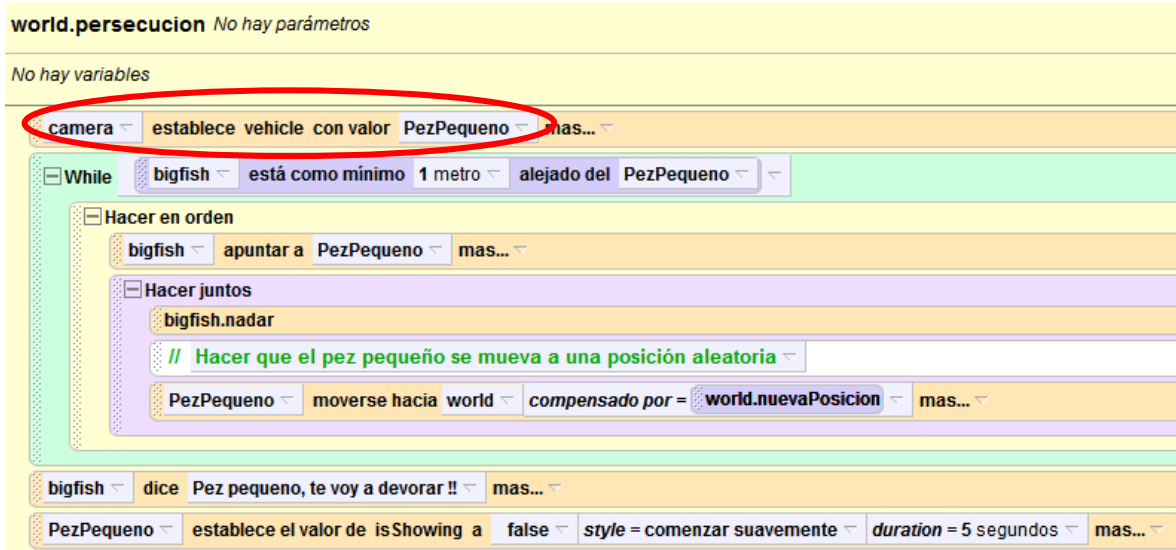 world.persecucion No hay parámetros
No hay variables
camera establece vehicle con valor PezPequeno mas...
While bigfish está como mínimo 1 metro alejado del PezPequeno
Hacer en orden
bigfish apuntar a PezPequeno mas...
Hacer juntos
bigfish.nadar
// Hacer que el pez pequeño se mueva a una posición aleatoria
PezPequeno moverse hacia world compensado por = world.nuevaPosicion mas...
bigfish dice Pez pequeno, te voy a devorar !! mas...
PezPequeno establece el valor de isShowing a false style = comenzar suavemente duration = 5 segundos mas...